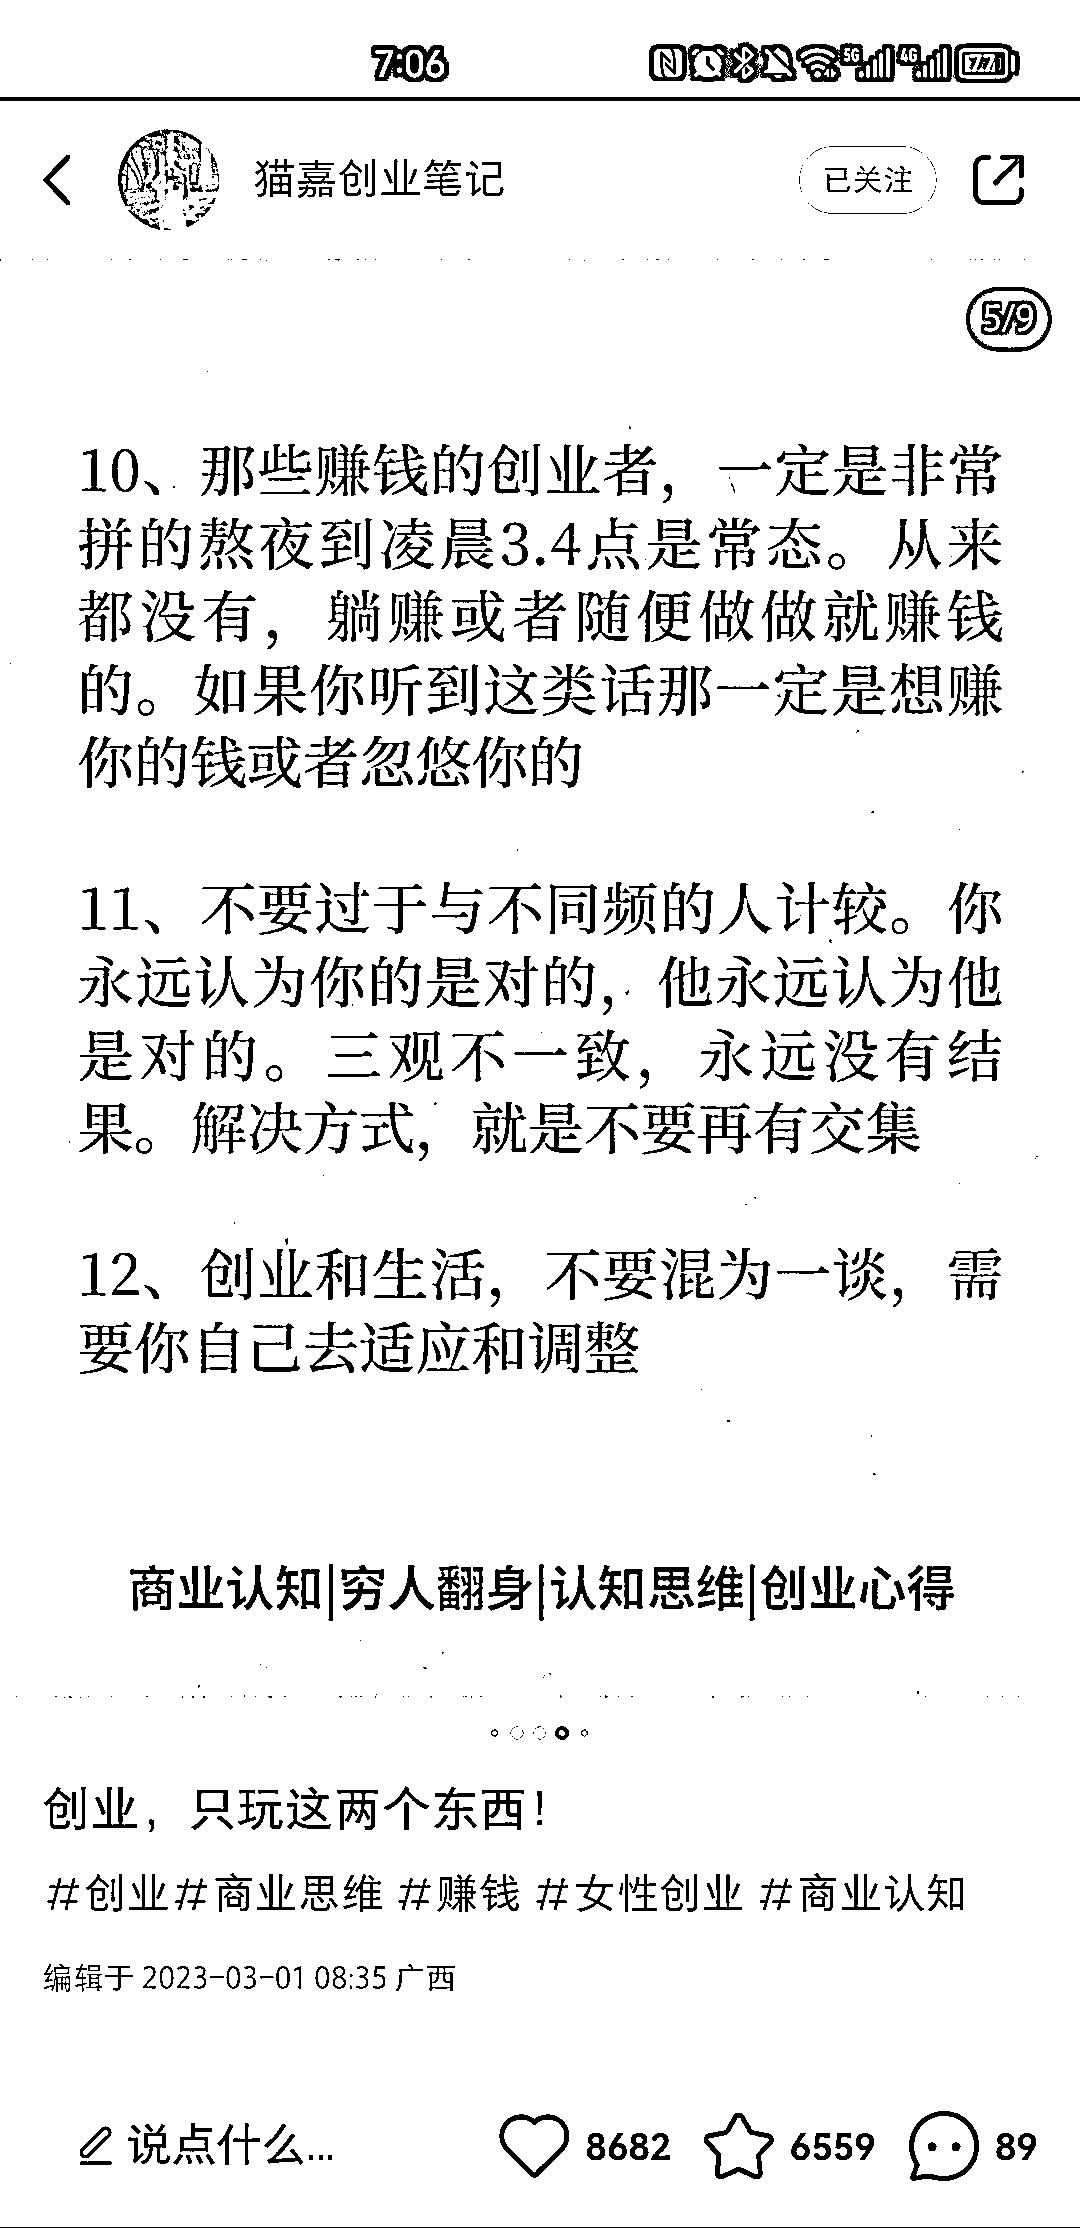 7:06 5G 4G 77
猫嘉创业笔记 已关注
5/9
10、那些赚钱的创业者，一定是非常
拼的熬夜到凌晨3.4点是常态。从来
都没有，躺赚或者随便做做就赚钱
的。如果你听到这类话那一定是想赚
你的钱或者忽悠你的
11、不要过于与不同频的人计较。你
永远认为你的是对的，他永远认为他
是对的。三观不一致，永远没有结
果。解决方式，就是不要再有交集
12、创业和生活，不要混为一谈，需
要你自己去适应和调整
商业认知|穷人翻身|认知思维|创业心得
创业，只玩这两个东西！
#创业#商业思维 #赚钱 #女性创业 #商业认知
编辑于 2023-03-01 08:35 广西
说点什么... 8682 6559 89